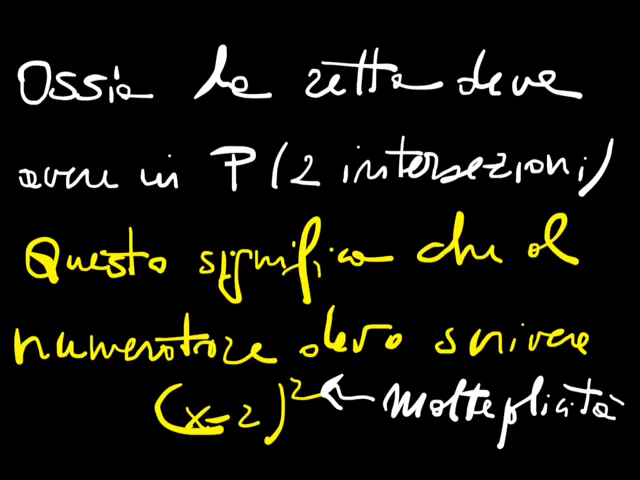 Ossia la retta deve
avere in P (2 intersezioni)
Questo significa che al
numeratore devo scrivere
(x-2)² ← Molteplicità